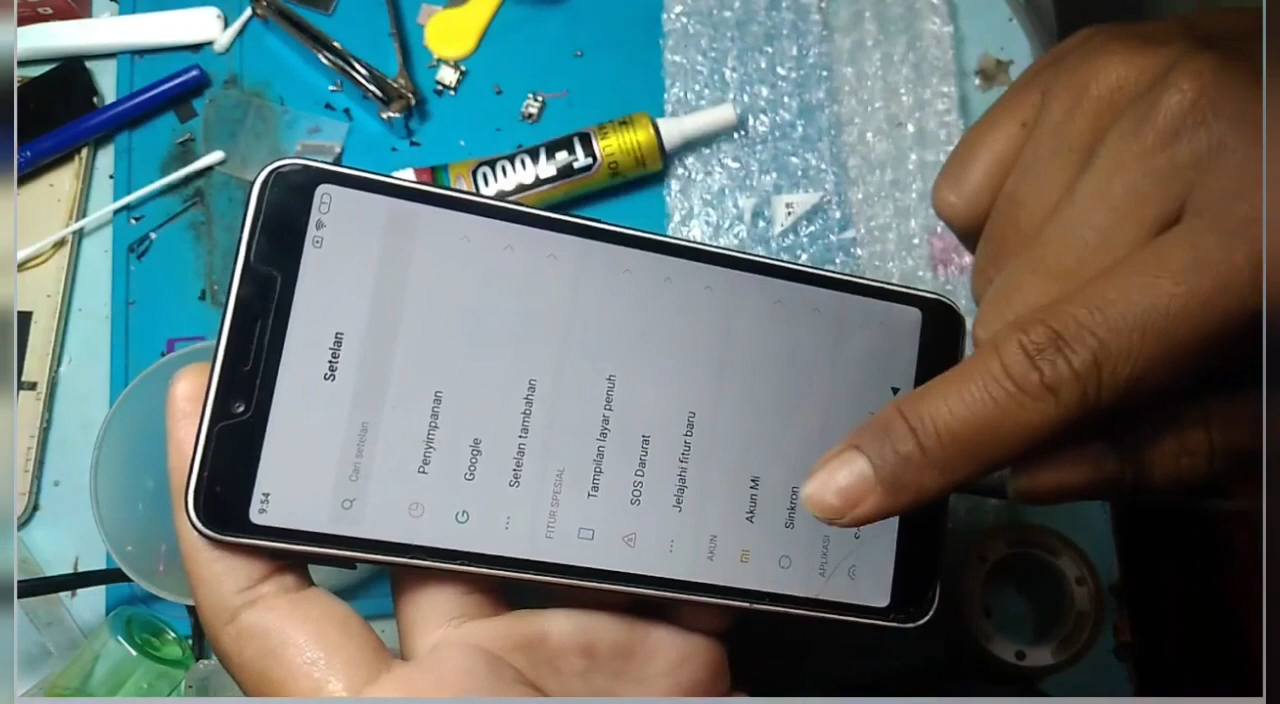 9:54
Setelan
Cari setelan
Penyimpanan
Google
Setelan tambahan
FITUR SPESIAL
Tampilan layar penuh
SOS Darurat
Jelajahi fitur baru
AKUN
Akun Mi
Sinkron
APLIKASI
T-7000